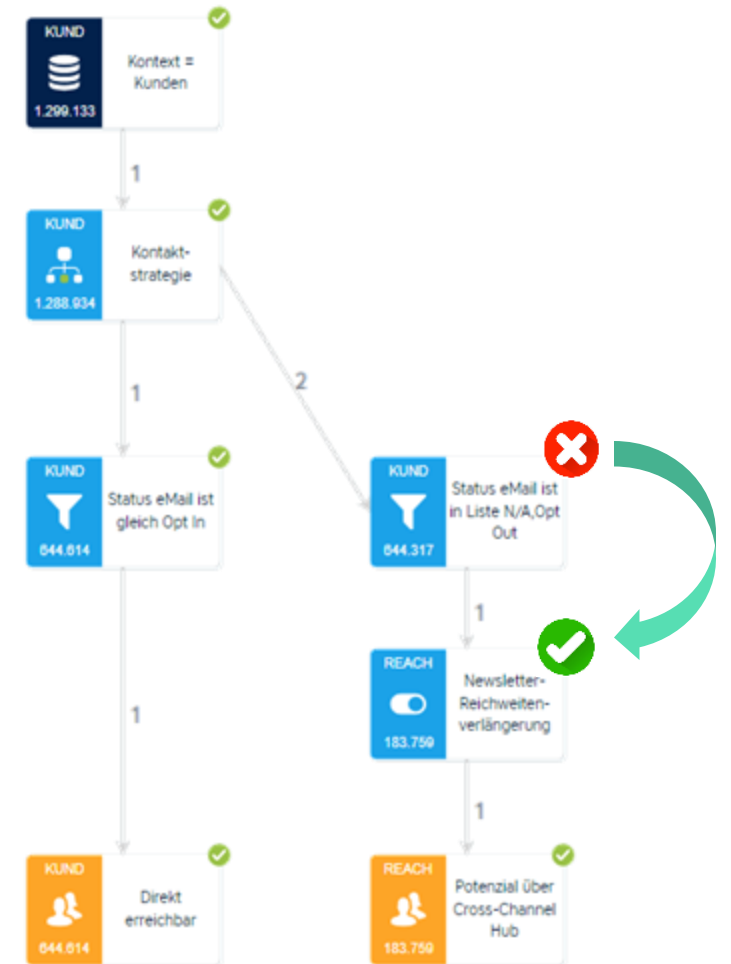 KUND
Kontext =
Kunden
1.299.133
1
KUND
Kontakt-
strategie
1.288.934
1
2
KUND
Status eMail ist
gleich Opt In
644.614
KUND
Status eMail ist
in Liste N/A,Opt
Out
644.317
1
1
REACH
Newsletter-
Reichweiten-
verlängerung
183.759
1
KUND
Direkt
erreichbar
644.614
REACH
Potenzial über
Cross-Channel
Hub
183.759